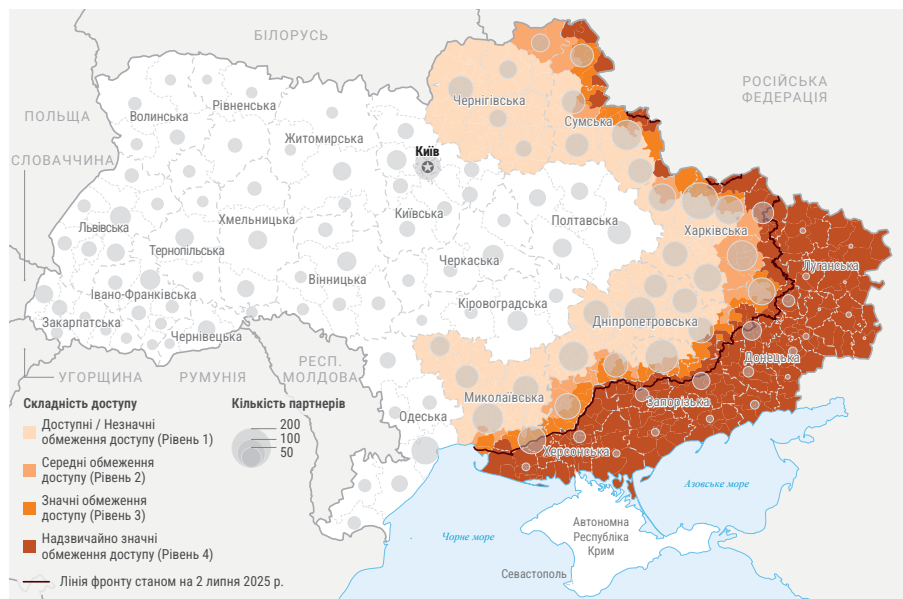 БІЛОРУСЬ
РОСІЙСЬКА
ФЕДЕРАЦІЯ
ПОЛЬЩА
СЛОВАЧЧИНА
Волинська
Рівненська
Житомирська
Чернігівська
Сумська
Київ
Львівська
Хмельницька
Київська
Полтавська
Харківська
Тернопільська
Черкаська
Луганська
Вінницька
Івано-Франківська
Кіровоградська
Закарпатська
Чернівецька
Дніпропетровська
Донецька
УГОРЩИНА
РУМУНІЯ
РЕСП.
МОЛДОВА
Миколаївська
Запорізька
Одеська
Херсонська
Складність доступу
Доступні / Незначні
обмеження доступу (Рівень 1)
Середні обмеження
доступу (Рівень 2)
Значні обмеження
доступу (Рівень 3)
Надзвичайно значні
обмеження доступу (Рівень 4)
Лінія фронту станом на 2 липня 2025 р.
Кількість партнерів
200
100
50
Азовське море
Чорне море
Автономна
Республіка
Крим
Севастополь